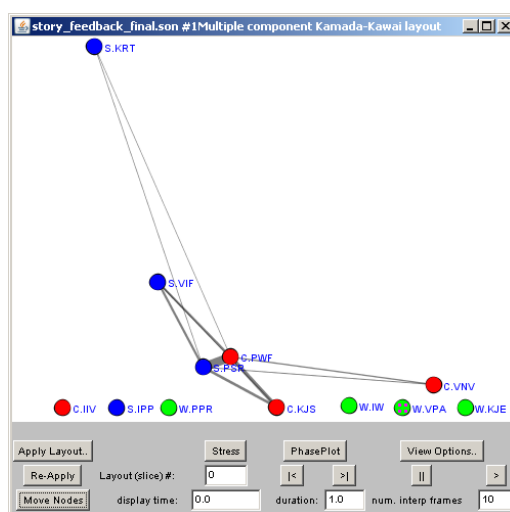 story_feedback_final.son #1Multiple component Kamada-Kawai layout
S.KRT
S.VIF
C.PWF
S.PSR
C.VNV
C.IIV S.IPP W.PPR C.KJS W.IW W.VPA W.KJE
Apply Layout.. Stress PhasePlot View Options..
Re-Apply Layout (slice) #: 0 |< >| || >
Move Nodes display time: 0.0 duration: 1.0 num. interp frames 10